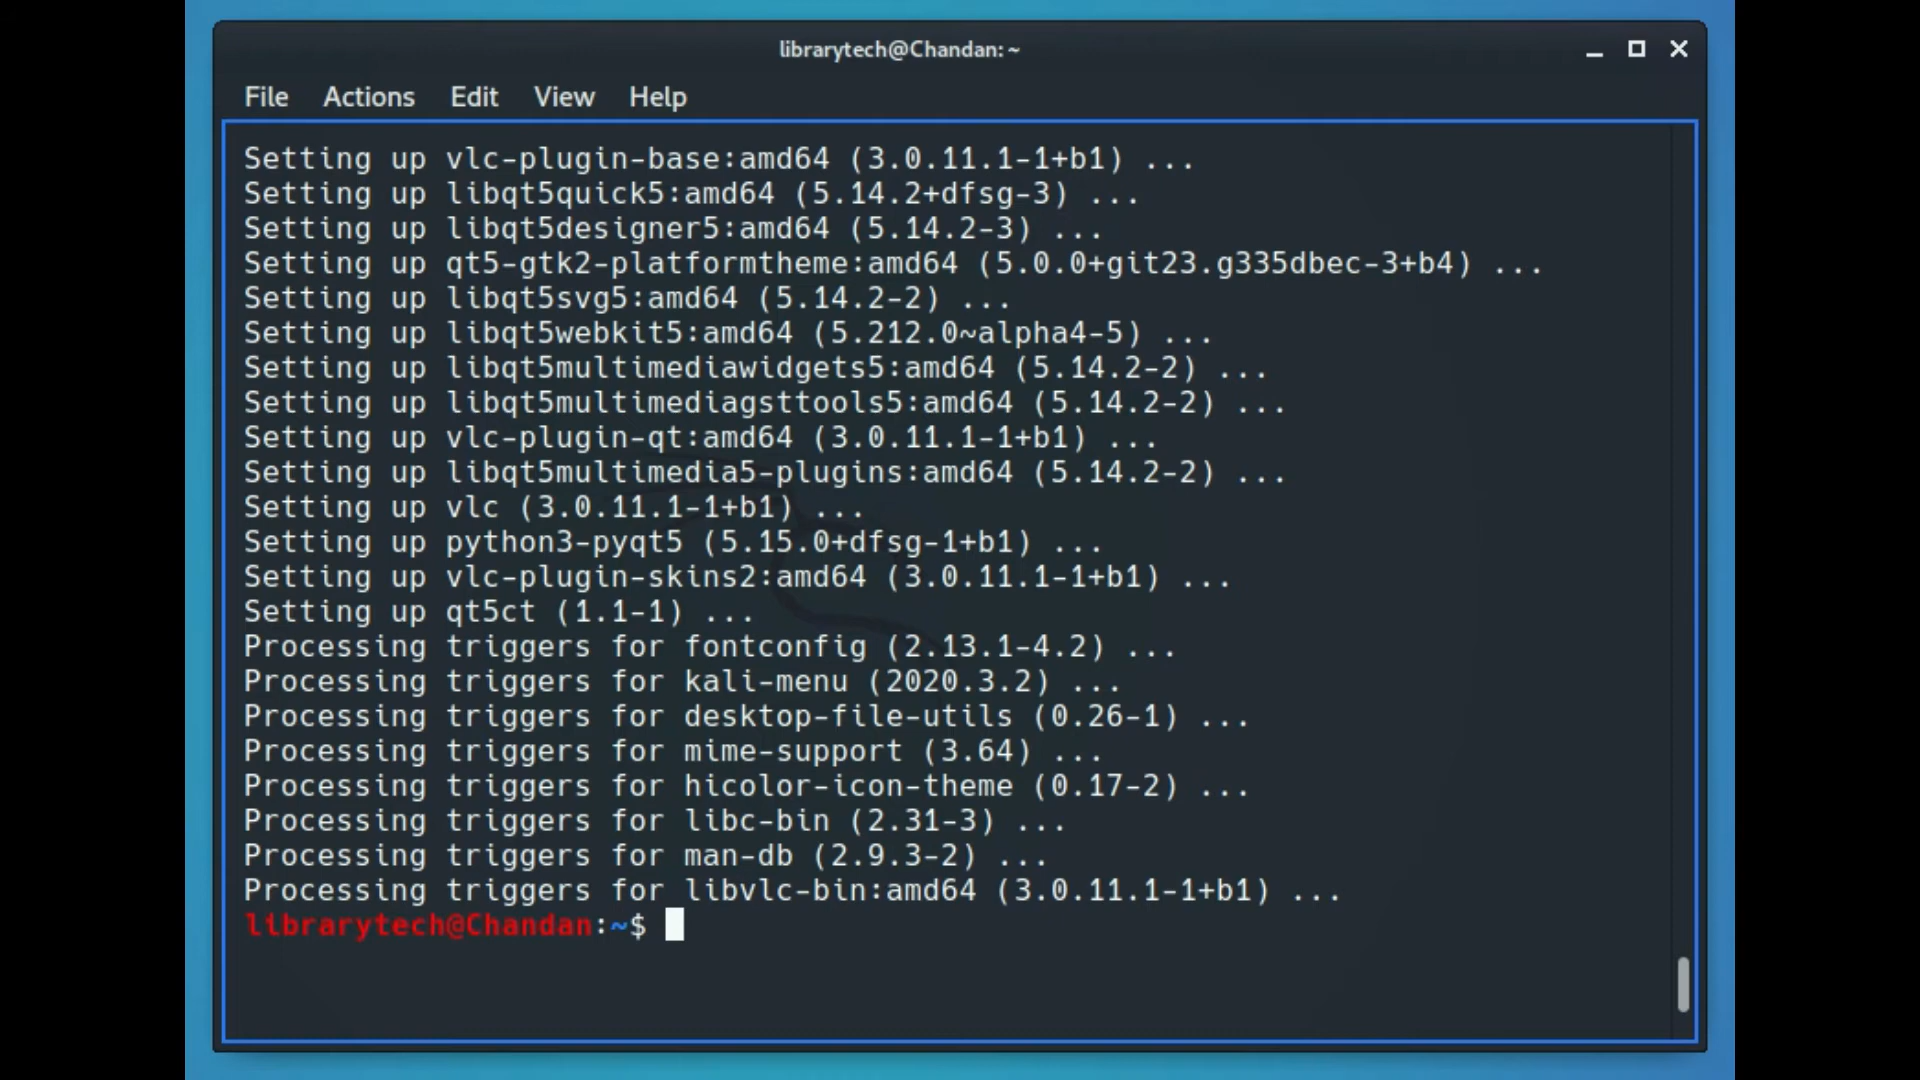 librarytech@Chandan: ~
File Actions Edit View Help
Setting up vlc-plugin-base:amd64 (3.0.11.1-1+b1) ...
Setting up libqt5quick5:amd64 (5.14.2+dfsg-3) ...
Setting up libqt5designer5:amd64 (5.14.2-3) ...
Setting up qt5-gtk2-platformtheme:amd64 (5.0.0+git23.g335dbec-3+b4) ...
Setting up libqt5svg5:amd64 (5.14.2-2) ...
Setting up libqt5webkit5:amd64 (5.212.0~alpha4-5) ...
Setting up libqt5multimediawidgets5:amd64 (5.14.2-2) ...
Setting up libqt5multimediagsttools5:amd64 (5.14.2-2) ...
Setting up vlc-plugin-qt:amd64 (3.0.11.1-1+b1) ...
Setting up libqt5multimedia5-plugins:amd64 (5.14.2-2) ...
Setting up vlc (3.0.11.1-1+b1) ...
Setting up python3-pyqt5 (5.15.0+dfsg-1+b1) ...
Setting up vlc-plugin-skins2:amd64 (3.0.11.1-1+b1) ...
Setting up qt5ct (1.1-1) ...
Processing triggers for fontconfig (2.13.1-4.2) ...
Processing triggers for kali-menu (2020.3.2) ...
Processing triggers for desktop-file-utils (0.26-1) ...
Processing triggers for mime-support (3.64) ...
Processing triggers for hicolor-icon-theme (0.17-2) ...
Processing triggers for libc-bin (2.31-3) ...
Processing triggers for man-db (2.9.3-2) ...
Processing triggers for libvlc-bin:amd64 (3.0.11.1-1+b1) ...
librarytech@Chandan:~$